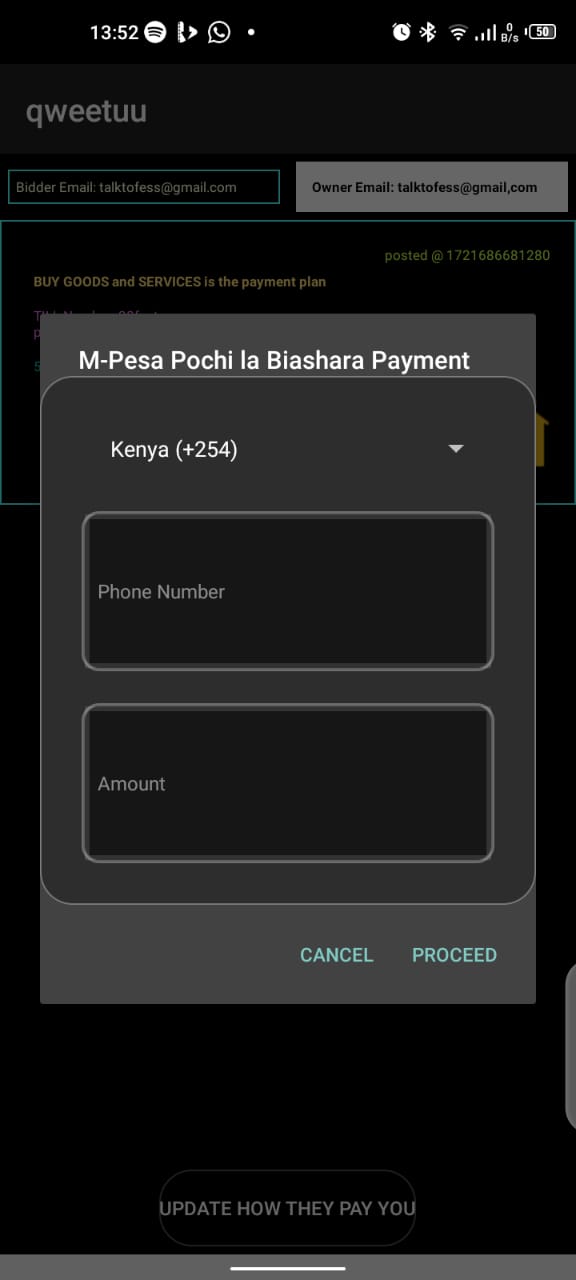 13:52
0
B/s
50
qweetuu
Bidder Email: talktofess@gmail.com
Owner Email: talktofess@gmail,com
posted @ 1721686681280
BUY GOODS and SERVICES is the payment plan
M-Pesa Pochi la Biashara Payment
Kenya (+254)
Phone Number
Amount
CANCEL
PROCEED
UPDATE HOW THEY PAY YOU